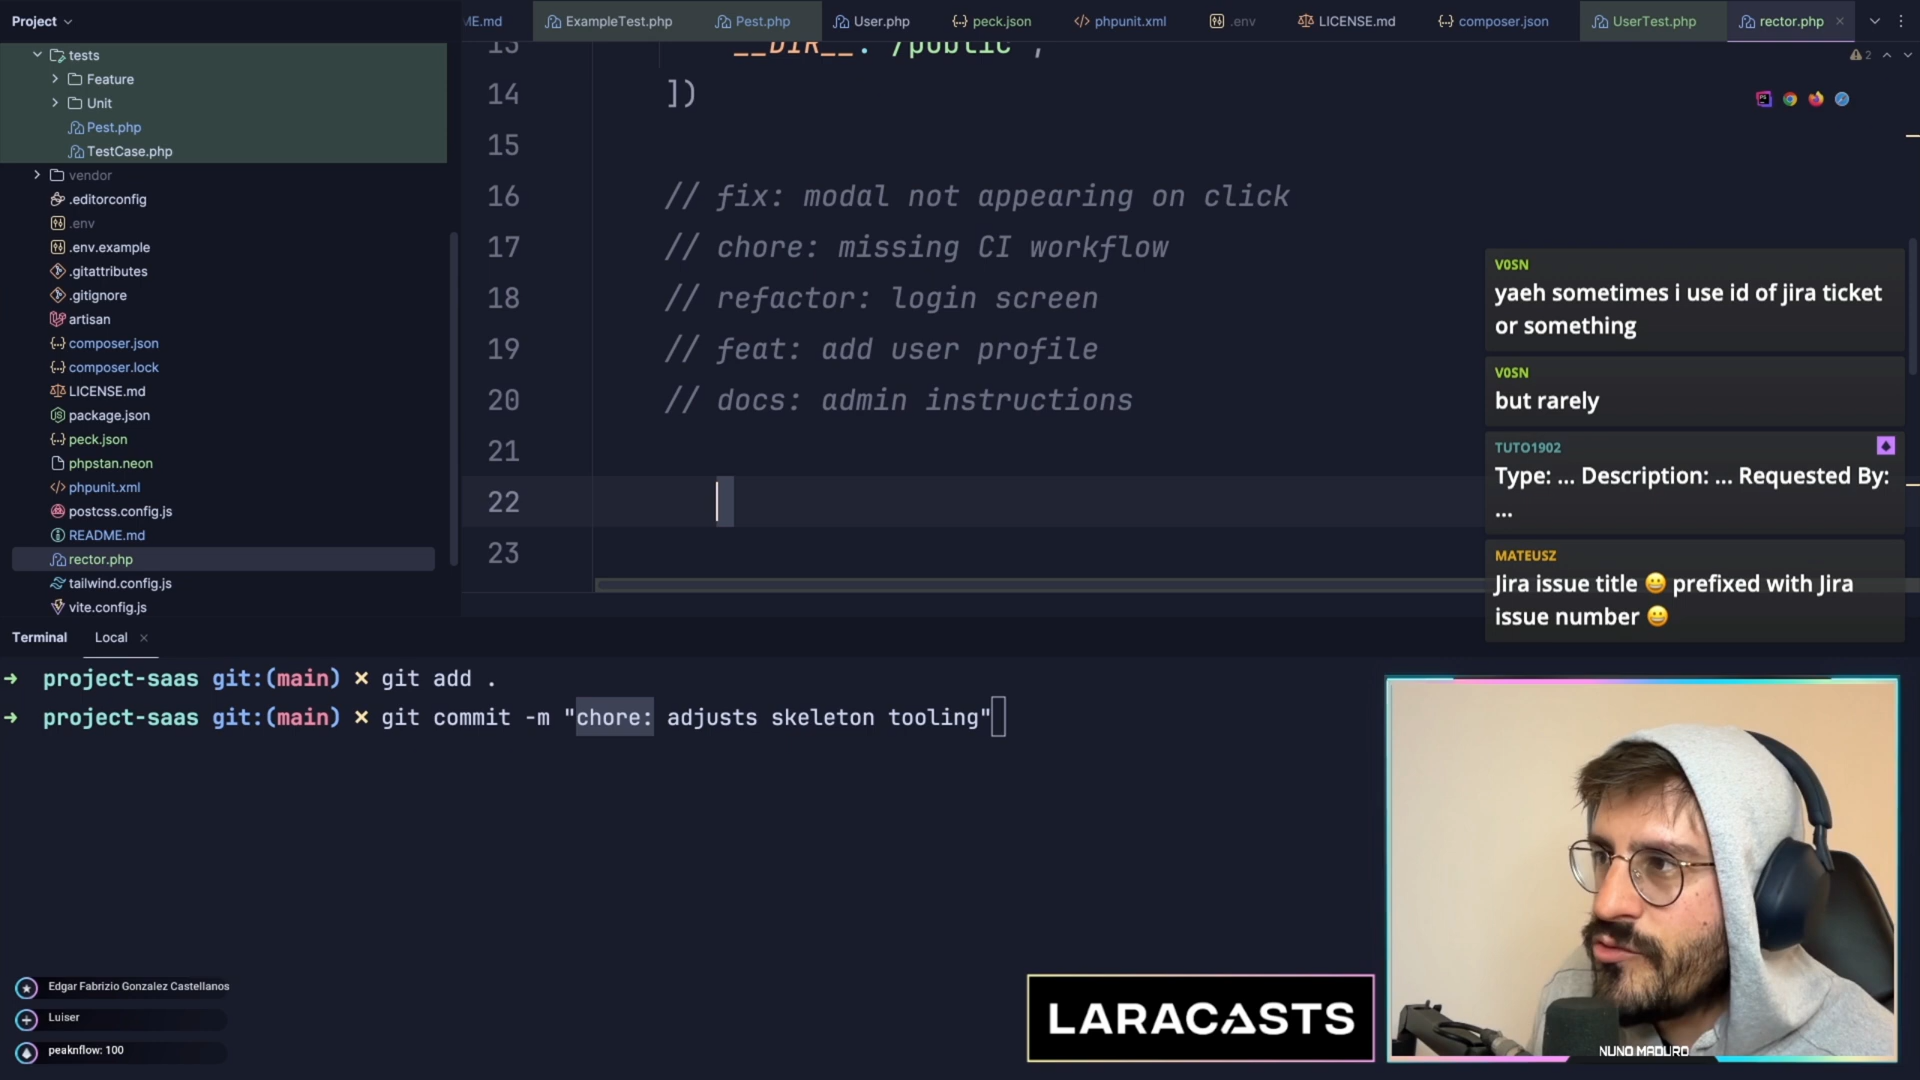 Project
ME.md
ExampleTest.php
Pest.php
User.php
peck.json
phpunit.xml
.env
LICENSE.md
composer.json
UserTest.php
rector.php
tests
Feature
Unit
Pest.php
TestCase.php
vendor
.editorconfig
.env
.env.example
.gitattributes
.gitignore
artisan
composer.json
composer.lock
LICENSE.md
package.json
peck.json
phpstan.neon
phpunit.xml
postcss.config.js
README.md
rector.php
tailwind.config.js
vite.config.js
2
13 __DIR__.'/public',
14 ])
15
16 // fix: modal not appearing on click
17 // chore: missing CI workflow
18 // refactor: login screen
19 // feat: add user profile
20 // docs: admin instructions
21
22
23
V0SN
yaeh sometimes i use id of jira ticket
or something
V0SN
but rarely
TUTO1902
Type: ... Description: ... Requested By:
...
MATEUSZ
Jira issue title 😀 prefixed with Jira
issue number 😀
Terminal
Local
→ project-saas git:(main) ✗ git add .
→ project-saas git:(main) ✗ git commit -m "chore: adjusts skeleton tooling"
Edgar Fabrizio Gonzalez Castellanos
Luiser
peaknflow: 100
LARACASTS
NUNO MADURO